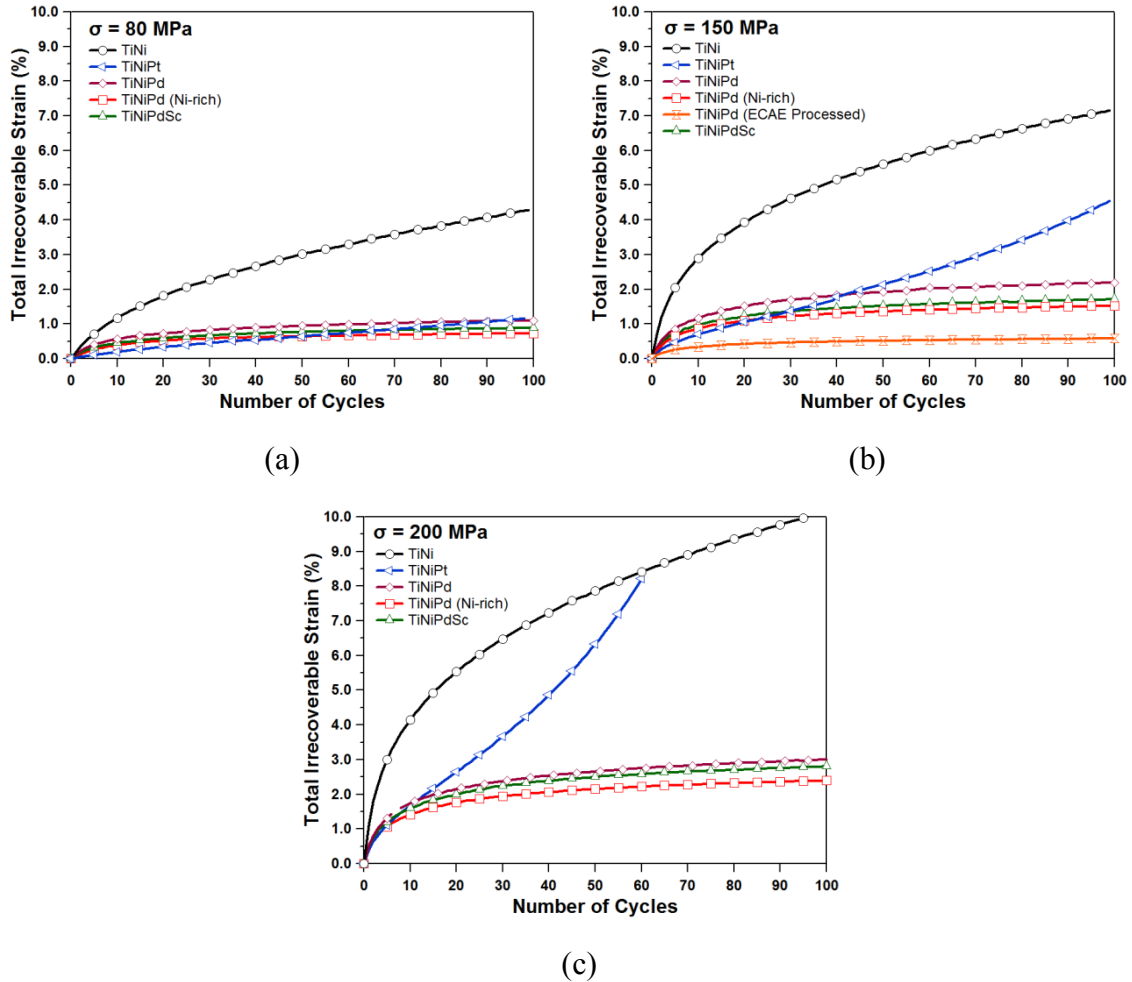 σ = 80 MPa
TiNi
TiNiPt
TiNiPd
TiNiPd (Ni-rich)
TiNiPdSc
Total Irrecoverable Strain (%)
10.0
9.0
8.0
7.0
6.0
5.0
4.0
3.0
2.0
1.0
0.0
0 10 20 30 40 50 60 70 80 90 100
Number of Cycles
(a)
σ = 150 MPa
TiNi
TiNiPt
TiNiPd
TiNiPd (Ni-rich)
TiNiPd (ECAE Processed)
TiNiPdSc
Total Irrecoverable Strain (%)
10.0
9.0
8.0
7.0
6.0
5.0
4.0
3.0
2.0
1.0
0.0
0 10 20 30 40 50 60 70 80 90 100
Number of Cycles
(b)
σ = 200 MPa
TiNi
TiNiPt
TiNiPd
TiNiPd (Ni-rich)
TiNiPdSc
Total Irrecoverable Strain (%)
10.0
9.0
8.0
7.0
6.0
5.0
4.0
3.0
2.0
1.0
0.0
0 10 20 30 40 50 60 70 80 90 100
Number of Cycles
(c)